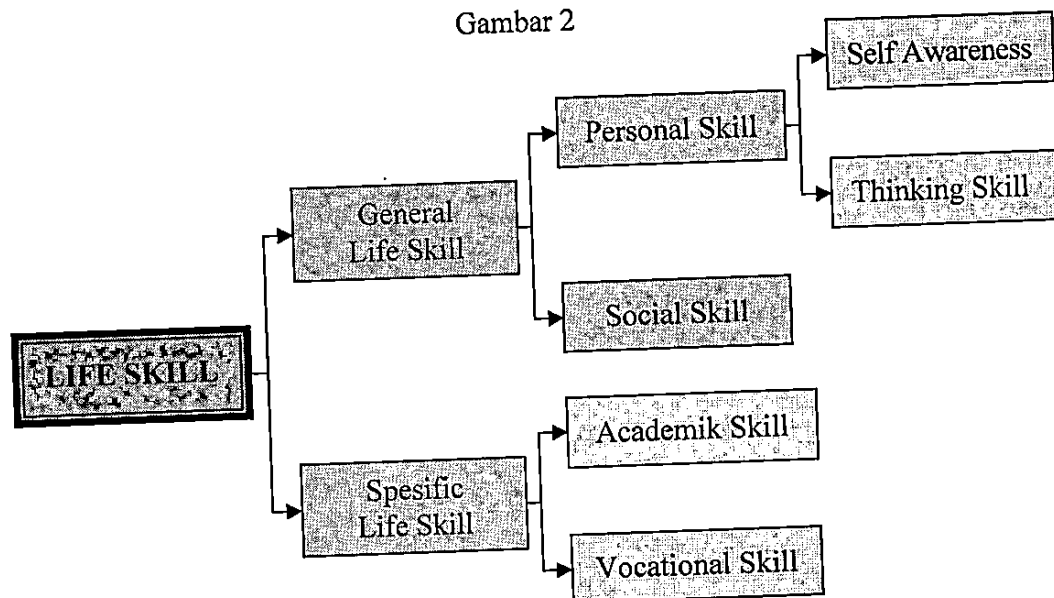 Gambar 2
Self Awareness
Personal Skill
Thinking Skill
General
Life Skill
Social Skill
LIFE SKILL
Academik Skill
Spesific
Life Skill
Vocational Skill